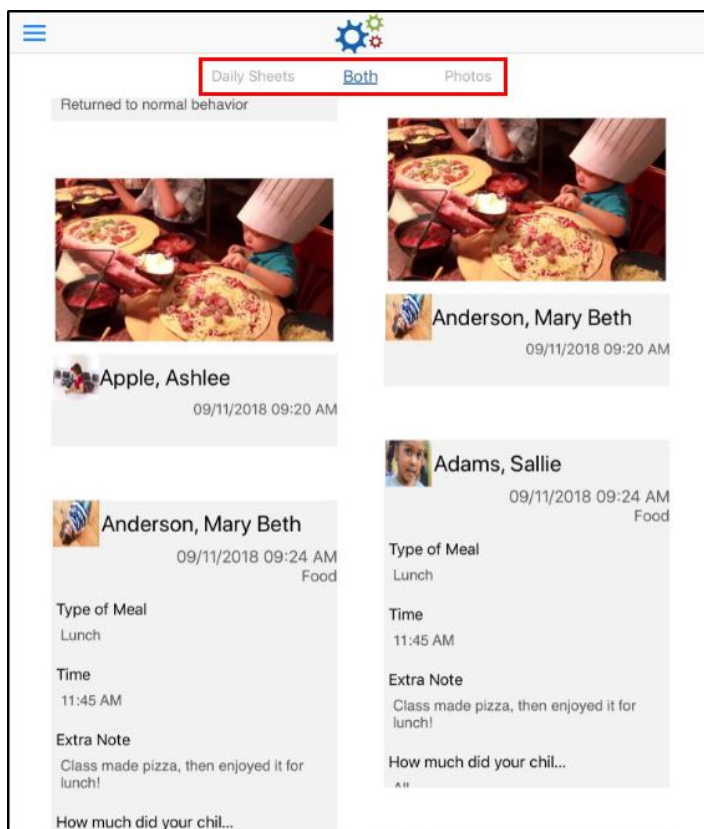 Daily Sheets Both Photos
Returned to normal behavior
Apple, Ashlee
09/11/2018 09:20 AM
Anderson, Mary Beth
09/11/2018 09:24 AM
Food
Type of Meal
Lunch
Time
11:45 AM
Extra Note
Class made pizza, then enjoyed it for
lunch!
How much did your chil...
Anderson, Mary Beth
09/11/2018 09:20 AM
Adams, Sallie
09/11/2018 09:24 AM
Food
Type of Meal
Lunch
Time
11:45 AM
Extra Note
Class made pizza, then enjoyed it for
lunch!
How much did your chil...
All